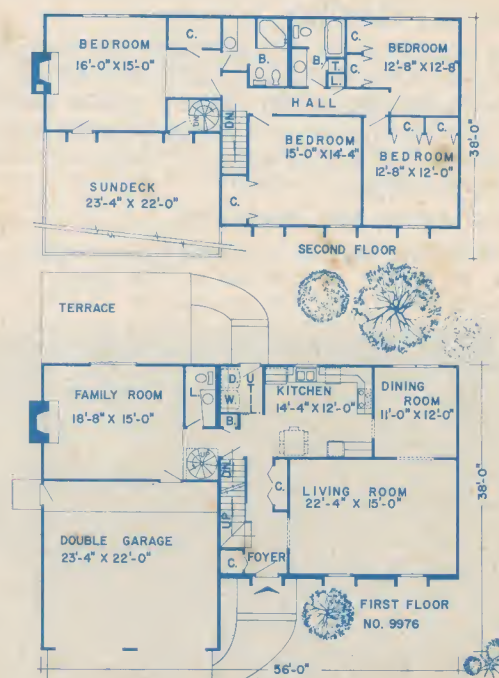 BEDROOM
16'-0" X 15'-0"
C.
B.
B.
T.
L.
C.
C.
BEDROOM
12'-8" X 12'-8"
HALL
DN.
DN.
BEDROOM
15'-0" X 14'-4"
C.
C.
C.
BEDROOM
12'-8" X 12'-0"
SUNDECK
23'-4" X 22'-0"
38'-0"
SECOND FLOOR
TERRACE
FAMILY ROOM
18'-8" X 15'-0"
L.
D.
W.
UTI.
B.
KITCHEN
14'-4" X 12'-0"
DINING
ROOM
11'-0" X 12'-0"
DN.
UP
C.
LIVING ROOM
22'-4" X 15'-0"
38'-0"
DOUBLE GARAGE
23'-4" X 22'-0"
C.
FOYER
FIRST FLOOR
NO. 9976
56'-0"